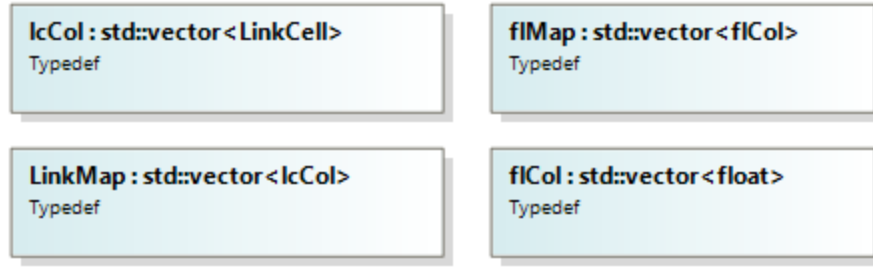 lcCol : std::vector<LinkCell>
Typedef
flMap : std::vector<flCol>
Typedef
LinkMap : std::vector<lcCol>
Typedef
flCol : std::vector<float>
Typedef